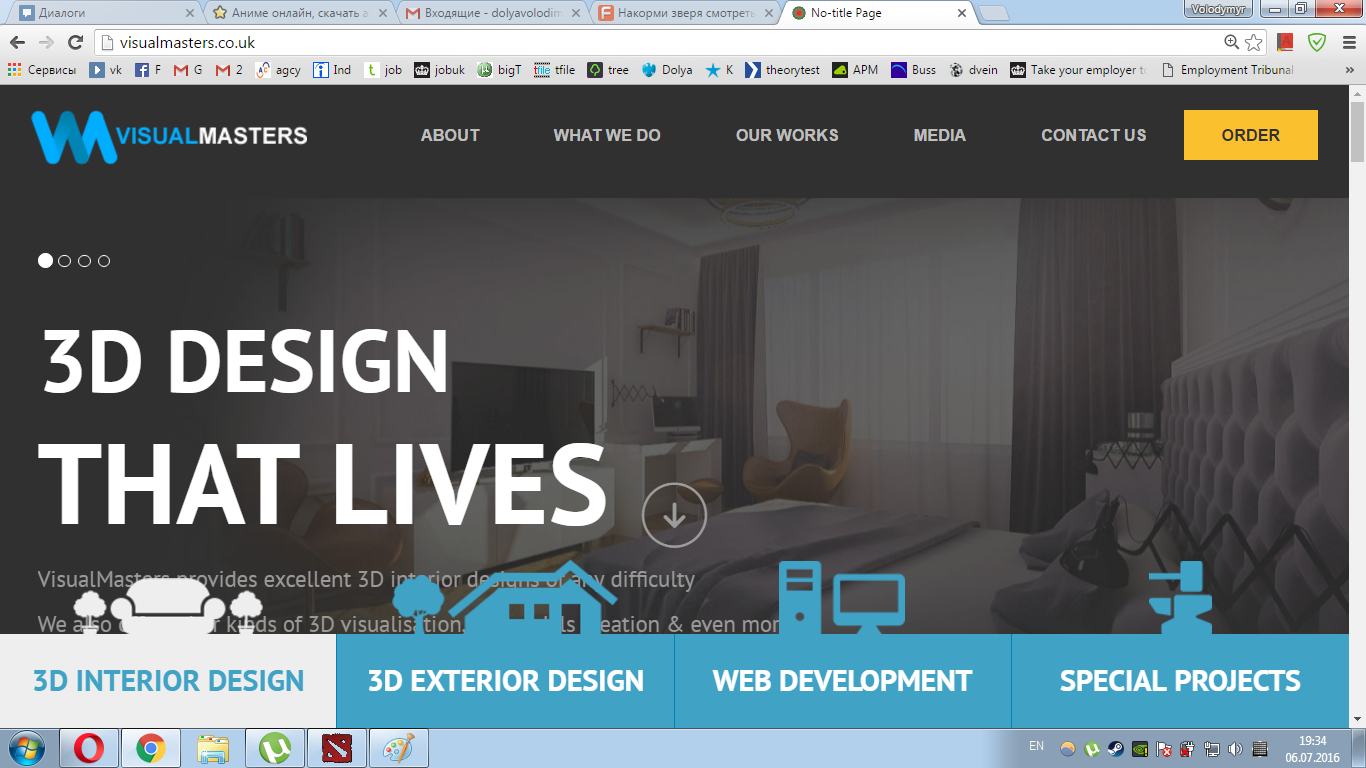 Диалоги
Аниме онлайн, скачать а
Входящие - dolyavolodim
Накорми зверя смотреть
No-title Page
Volodymyr
visualmasters.co.uk
Сервисы
vk
F
G
2
agcy
Ind
job
jobuk
bigT
tfile
tree
Dolya
K
theorytest
APM
Buss
dvein
Take your employer to
Employment Tribunal
»
VISUALMASTERS
ABOUT
WHAT WE DO
OUR WORKS
MEDIA
CONTACT US
ORDER
3D DESIGN
THAT LIVES
VisualMasters provides excellent 3D interior designs of any difficulty
We also kinds of 3D visualisation, creation & even mor
3D INTERIOR DESIGN
3D EXTERIOR DESIGN
WEB DEVELOPMENT
SPECIAL PROJECTS
EN
19:34
06.07.2016